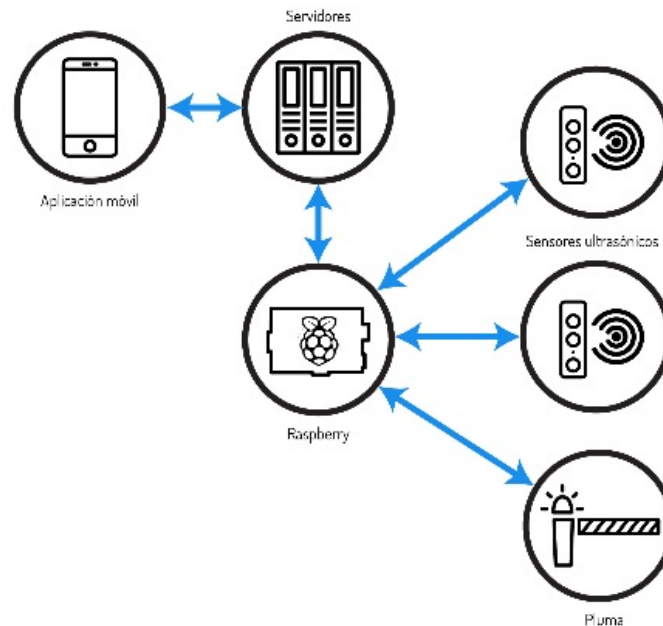 Servidores
Aplicación móvil
Sensores ultrasónicos
Raspberry
Pluma